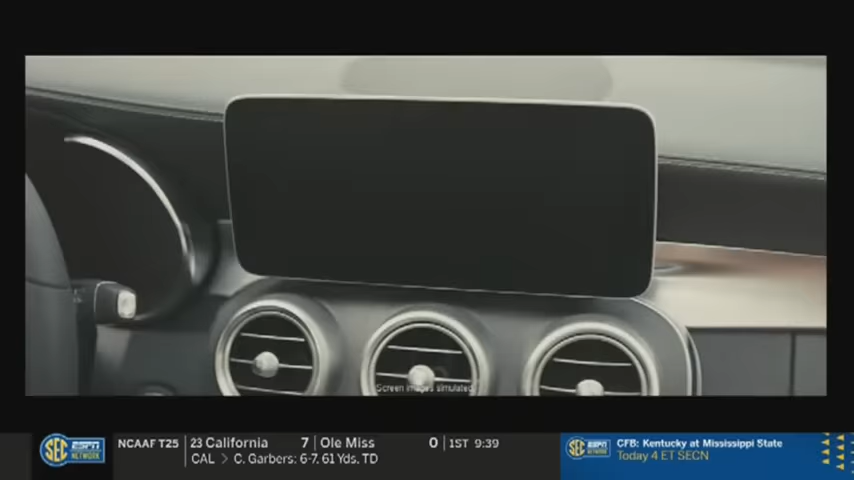 Screen images simulated.
SEC ESPN NETWORK
NCAAF T25
23 California 7
Ole Miss 0
1ST 9:39
CAL > C. Garbers: 6-7, 61 Yds, TD
SEC ESPN NETWORK
CFB: Kentucky at Mississippi State
Today 4 ET SECN